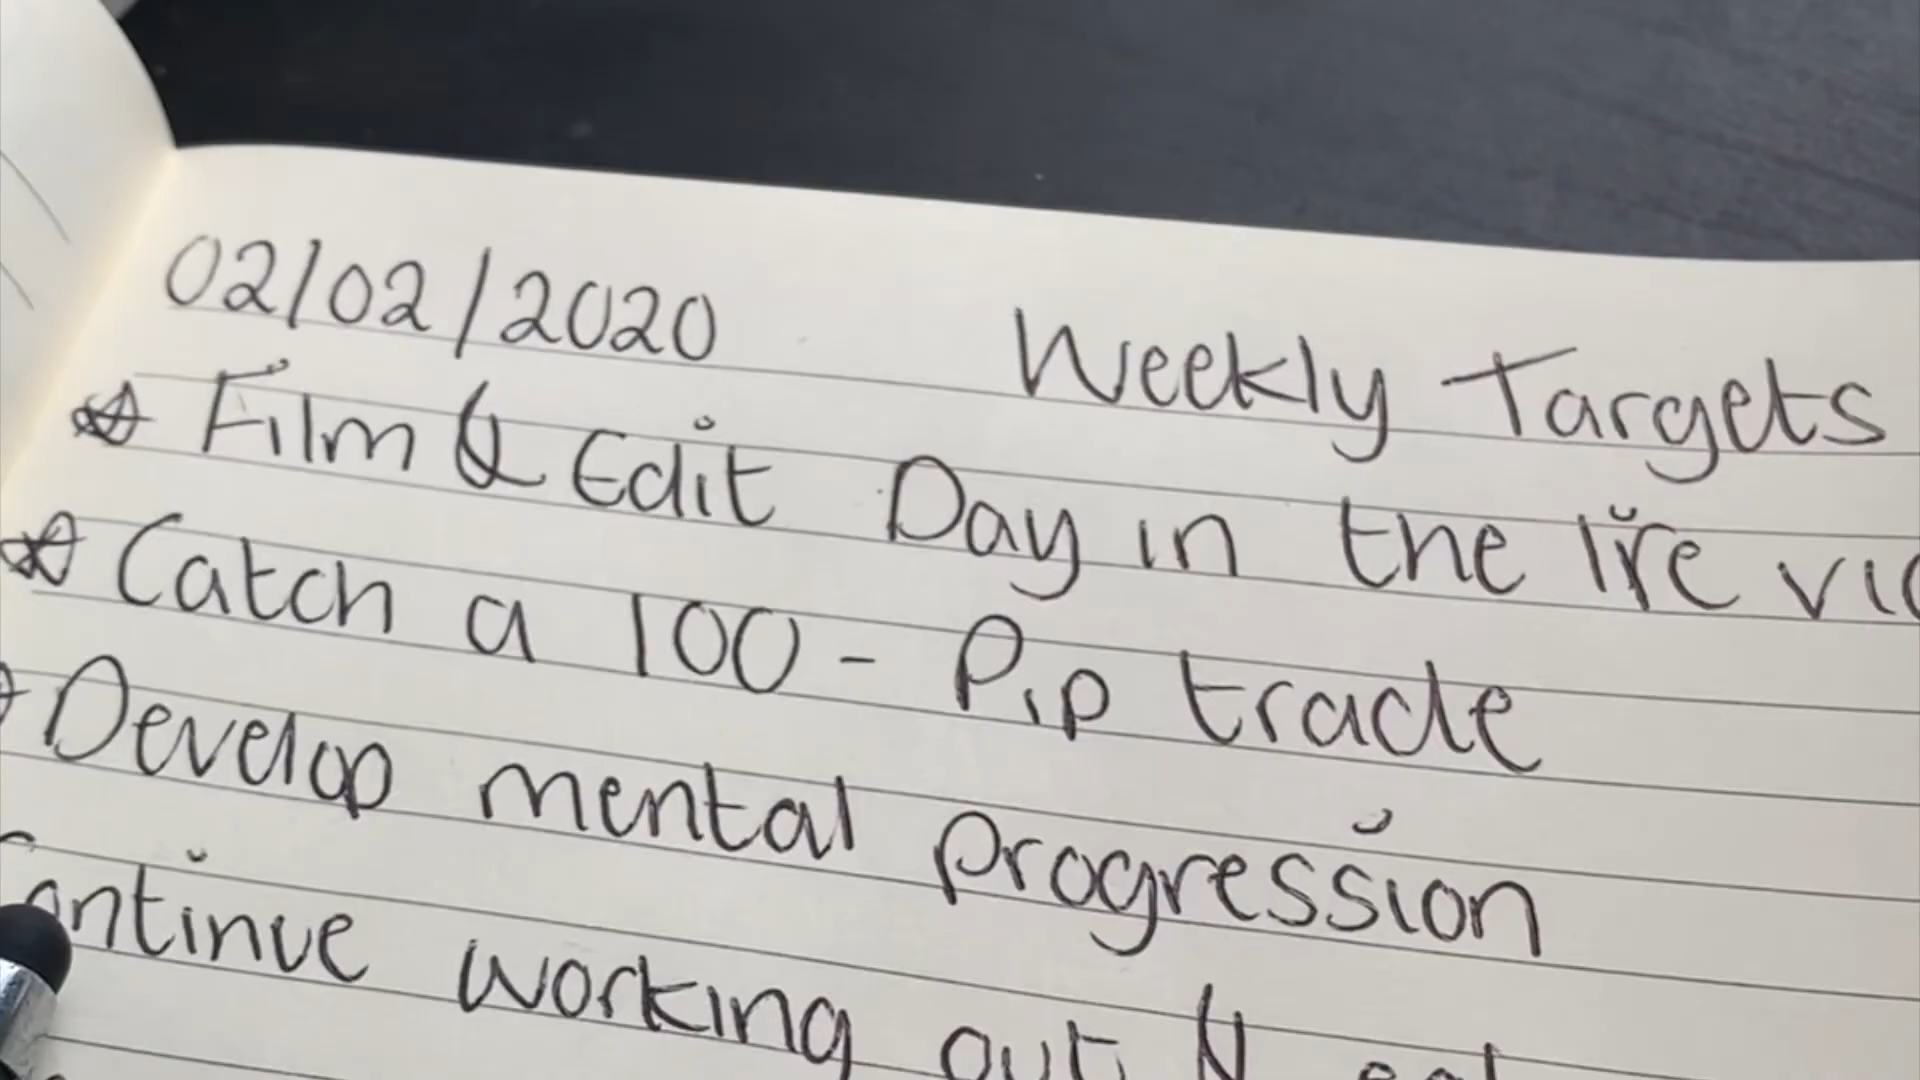 02/02/2020 Weekly Targets
Film & Edit Day in the life
Catch a 100 - Pip trade
Develop mental progression
Continue working out &